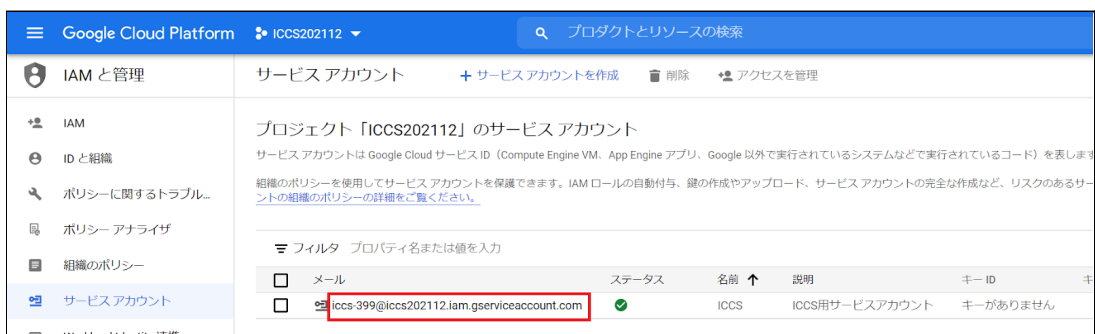 Google Cloud Platform ICCS202112 プロダクトとリソースの検索
IAM と管理
サービス アカウント
サービス アカウントを作成
削除
アクセスを管理
IAM
ID と組織
ポリシーに関するトラブル...
ポリシー アナライザ
組織のポリシー
サービス アカウント
プロジェクト「ICCS202112」のサービス アカウント
サービス アカウントは Google Cloud サービス ID（Compute Engine VM、App Engine アプリ、Google 以外で実行されているシステムなどで実行されているコード）を表します
組織のポリシーを使用してサービス アカウントを保護できます。IAM ロールの自動付与、鍵の作成やアップロード、サービス アカウントの完全な作成など、リスクのあるサー
ントの組織のポリシーの詳細をご覧ください。
フィルタ プロパティ名または値を入力
メール ステータス 名前 説明 キー ID キ
iccs-399@iccs202112.iam.gserviceaccount.com ICCS ICCS用サービスアカウント キーがありません